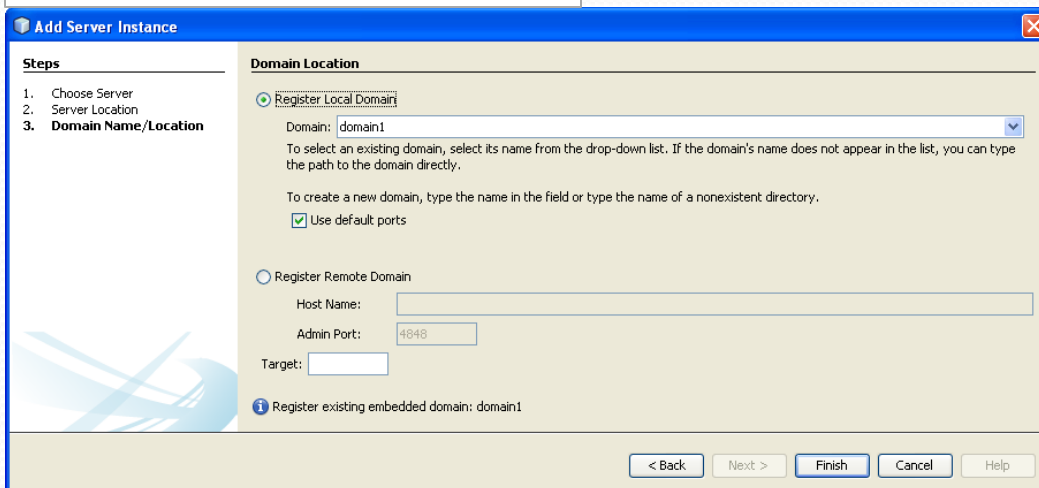 Add Server Instance
Steps
1. Choose Server
2. Server Location
3. Domain Name/Location
Domain Location
Register Local Domain
Domain: domain1
To select an existing domain, select its name from the drop-down list. If the domain's name does not appear in the list, you can type
the path to the domain directly.
To create a new domain, type the name in the field or type the name of a nonexistent directory.
Use default ports
Register Remote Domain
Host Name:
Admin Port: 4848
Target:
Register existing embedded domain: domain1
< Back Next > Finish Cancel Help